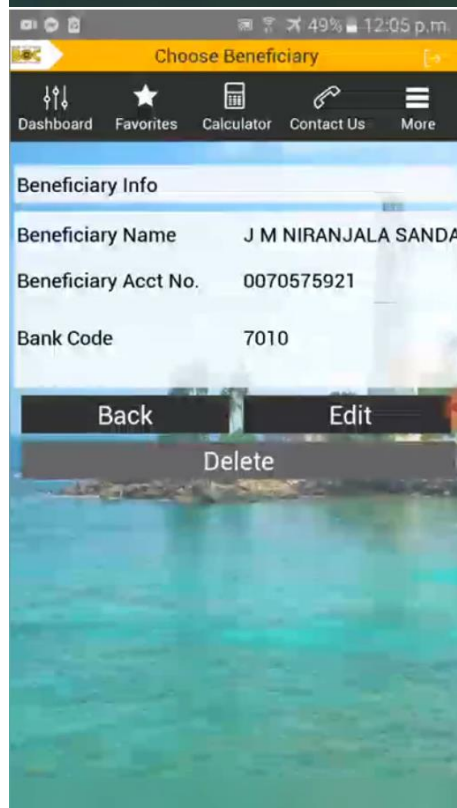 49% 12:05 p.m.
Choose Beneficiary
Dashboard Favorites Calculator Contact Us More
Beneficiary Info
Beneficiary Name J M NIRANJALA SANDA
Beneficiary Acct No. 0070575921
Bank Code 7010
Back Edit
Delete